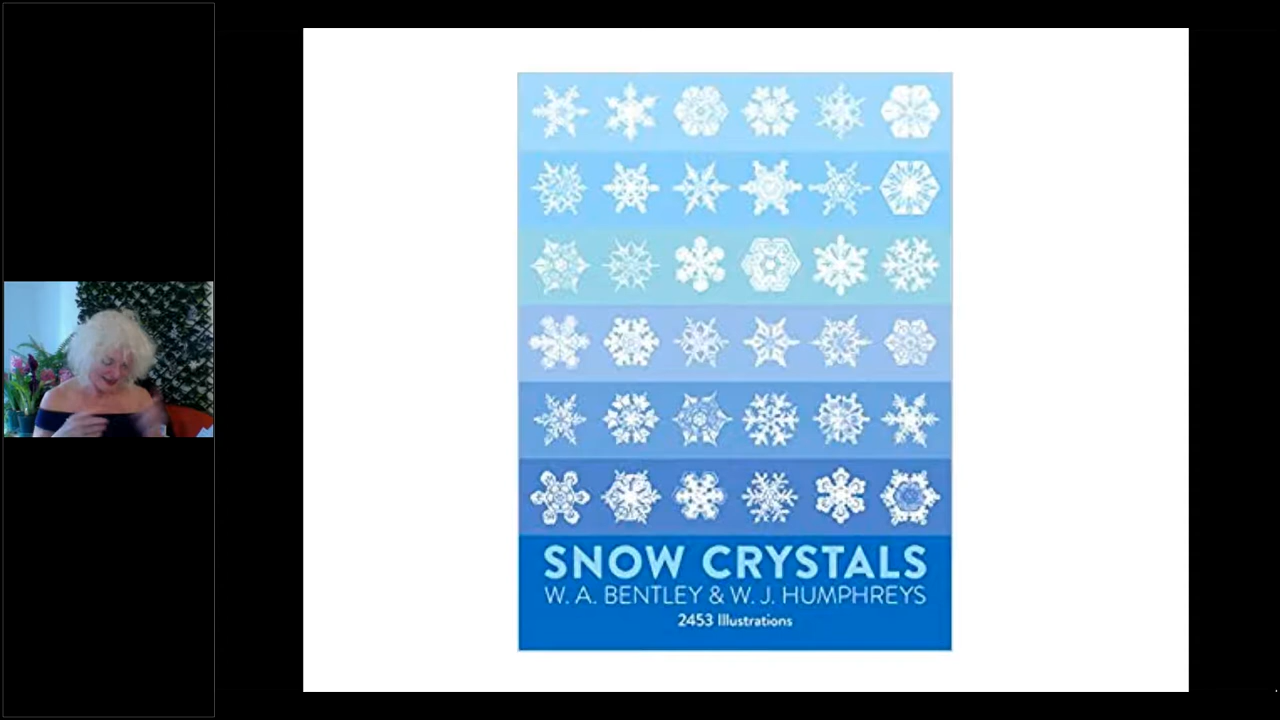 SNOW CRYSTALS
W. A. BENTLEY & W. J. HUMPHREYS
2453 Illustrations